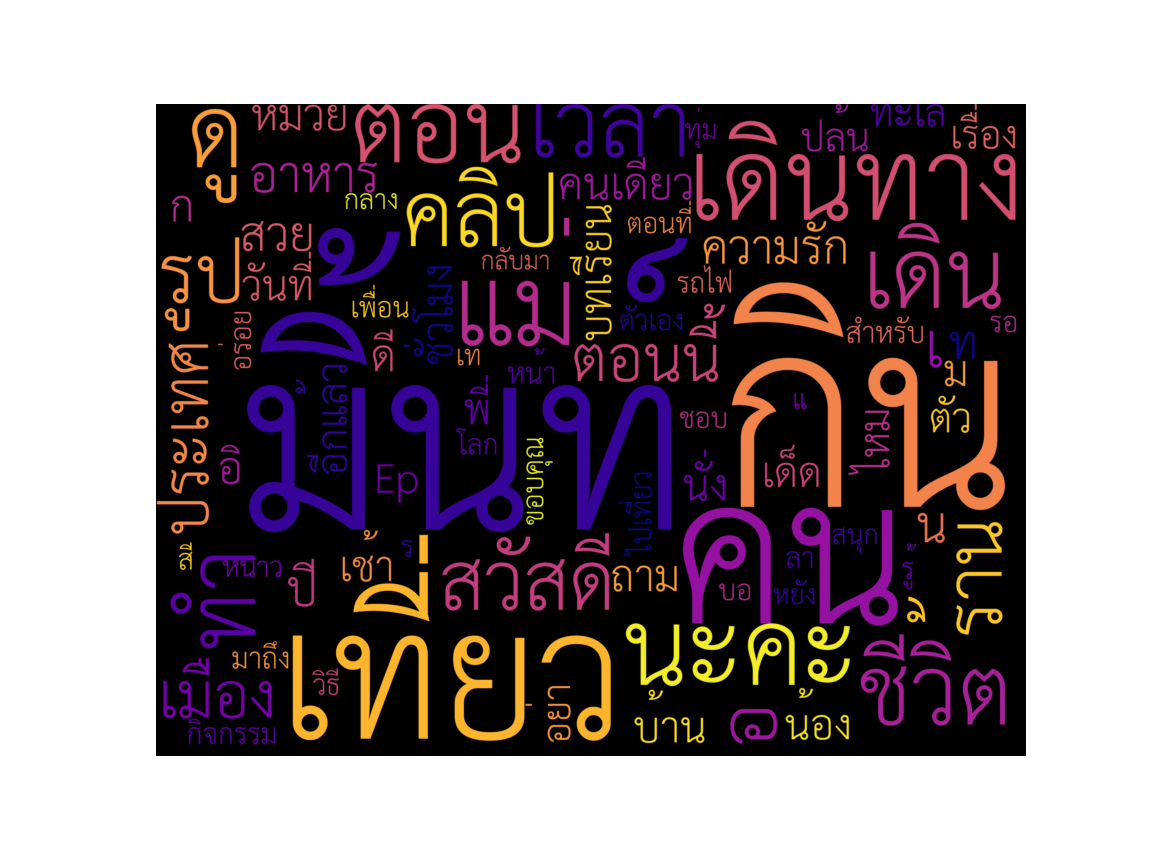 ดู
หมวย
ตอน
เวลา
ทุ่ม
ปล้น
ทะเล
เรื่อง
อาหาร
กลาง
คลิป
คนเดียว
เดินทาง
ก
สวย
ตอนที่
ความรัก
เดิน
รูป
วันที่
กลับมา
บทเรียน
รถไฟ
เพื่อน
ชั่วโมง
แม่
ตัวเอง
สำหรับ
รอ
อร่อย
ดี
เท
หน้า
ตอนนี้
กิน
ท
ม
ประเทศ
มินท
พี่
โลก
ชอบ
แ
ตัว
อิ
Ep
ขอบคุณ
ไปเที่ยว
นั่ง
เด็ด
ไหม
คน
สนุก
น
ร้าน
หนาว
ปี
เช้า
ร
สวัสดี
ถาม
บอ
ลา
หยัง
ทำ
เที่ยว
นะคะ
ชีวิต
เมือง
มาถึง
วิธี
อย่า
บ้าน
น้อง
กิจกรรม